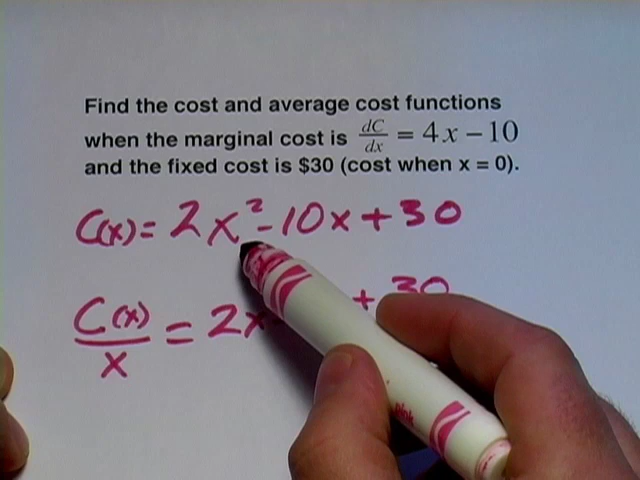 Find the cost and average cost functions
when the marginal cost is dC/dx = 4x − 10
and the fixed cost is $30 (cost when x = 0).
C(x) = 2x² - 10x + 30
C(x)/x = 2x + 30
pink